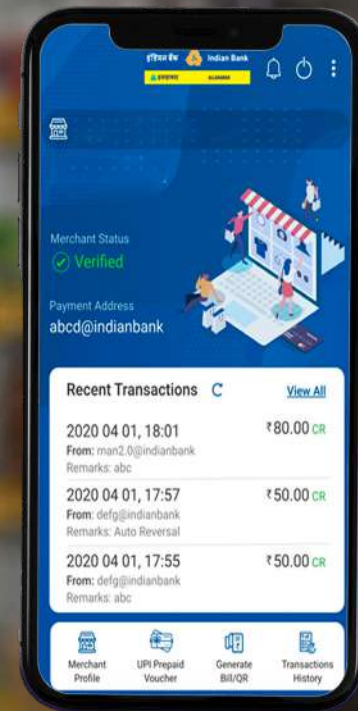 इंडियन बैंक Indian Bank
इलाहाबाद ALLAHABAD
Merchant Status
Verified
Payment Address
abcd@indianbank
Recent Transactions View All
2020 04 01, 18:01 ₹80.00 CR
From: man2.0@indianbank
Remarks: abc
2020 04 01, 17:57 ₹50.00 CR
From: defg@indianbank
Remarks: Auto Reversal
2020 04 01, 17:55 ₹50.00 CR
From: defg@indianbank
Remarks: abc
Merchant Profile
UPI Prepaid Voucher
Generate Bill/QR
Transactions History